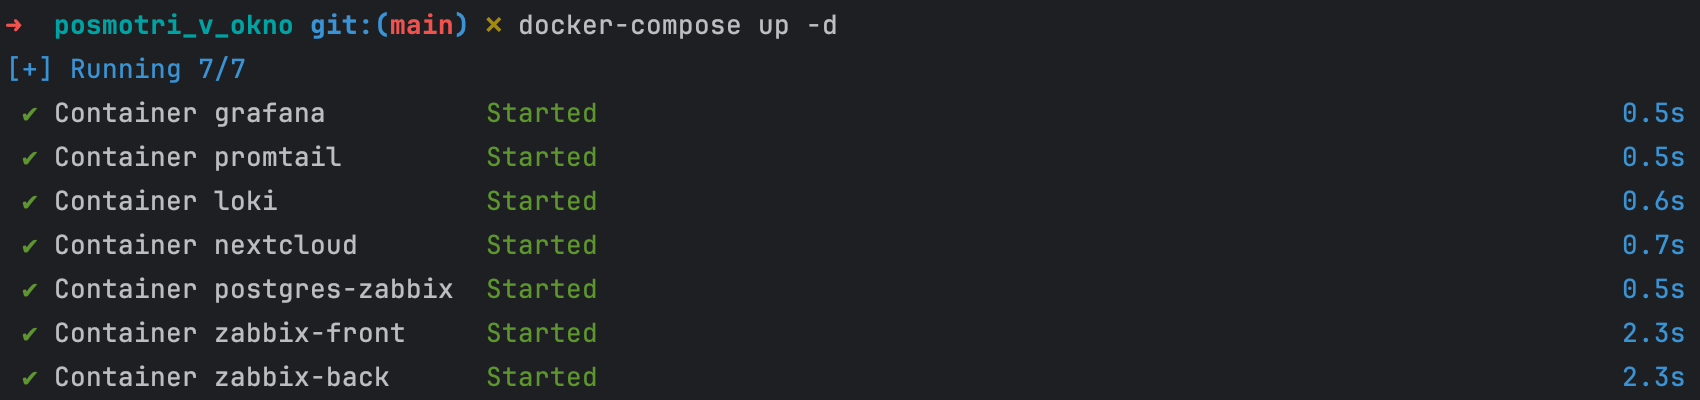 ➜  posmotri_v_okno git:(main) ✗ docker-compose up -d
[+] Running 7/7
 ✔ Container grafana          Started          0.5s
 ✔ Container promtail         Started          0.5s
 ✔ Container loki             Started          0.6s
 ✔ Container nextcloud        Started          0.7s
 ✔ Container postgres-zabbix  Started          0.5s
 ✔ Container zabbix-front     Started          2.3s
 ✔ Container zabbix-back      Started          2.3s